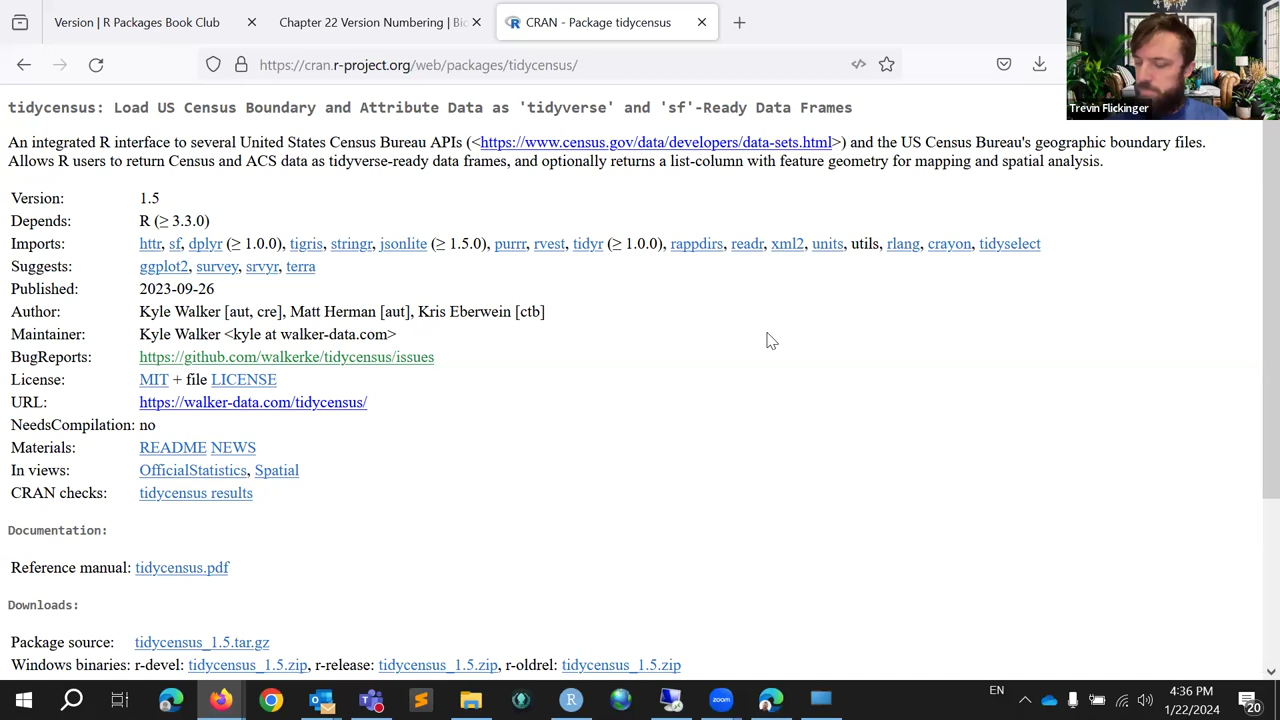 Version | R Packages Book Club
Chapter 22 Version Numbering | Bio
CRAN - Package tidycensus
https://cran.r-project.org/web/packages/tidycensus/
Trevin Flickinger
tidycensus: Load US Census Boundary and Attribute Data as 'tidyverse' and 'sf'-Ready Data Frames
An integrated R interface to several United States Census Bureau APIs (<https://www.census.gov/data/developers/data-sets.html>) and the US Census Bureau's geographic boundary files.
Allows R users to return Census and ACS data as tidyverse-ready data frames, and optionally returns a list-column with feature geometry for mapping and spatial analysis.
Version: 1.5
Depends: R (≥ 3.3.0)
Imports: httr, sf, dplyr (≥ 1.0.0), tigris, stringr, jsonlite (≥ 1.5.0), purrr, rvest, tidyr (≥ 1.0.0), rappdirs, readr, xml2, units, utils, rlang, crayon, tidyselect
Suggests: ggplot2, survey, srvyr, terra
Published: 2023-09-26
Author: Kyle Walker [aut, cre], Matt Herman [aut], Kris Eberwein [ctb]
Maintainer: Kyle Walker <kyle at walker-data.com>
BugReports: https://github.com/walkerke/tidycensus/issues
License: MIT + file LICENSE
URL: https://walker-data.com/tidycensus/
NeedsCompilation: no
Materials: README NEWS
In views: OfficialStatistics, Spatial
CRAN checks: tidycensus results
Documentation:
Reference manual: tidycensus.pdf
Downloads:
Package source: tidycensus_1.5.tar.gz
Windows binaries: r-devel: tidycensus_1.5.zip, r-release: tidycensus_1.5.zip, r-oldrel: tidycensus_1.5.zip
zoom
EN
4:36 PM
1/22/2024
20